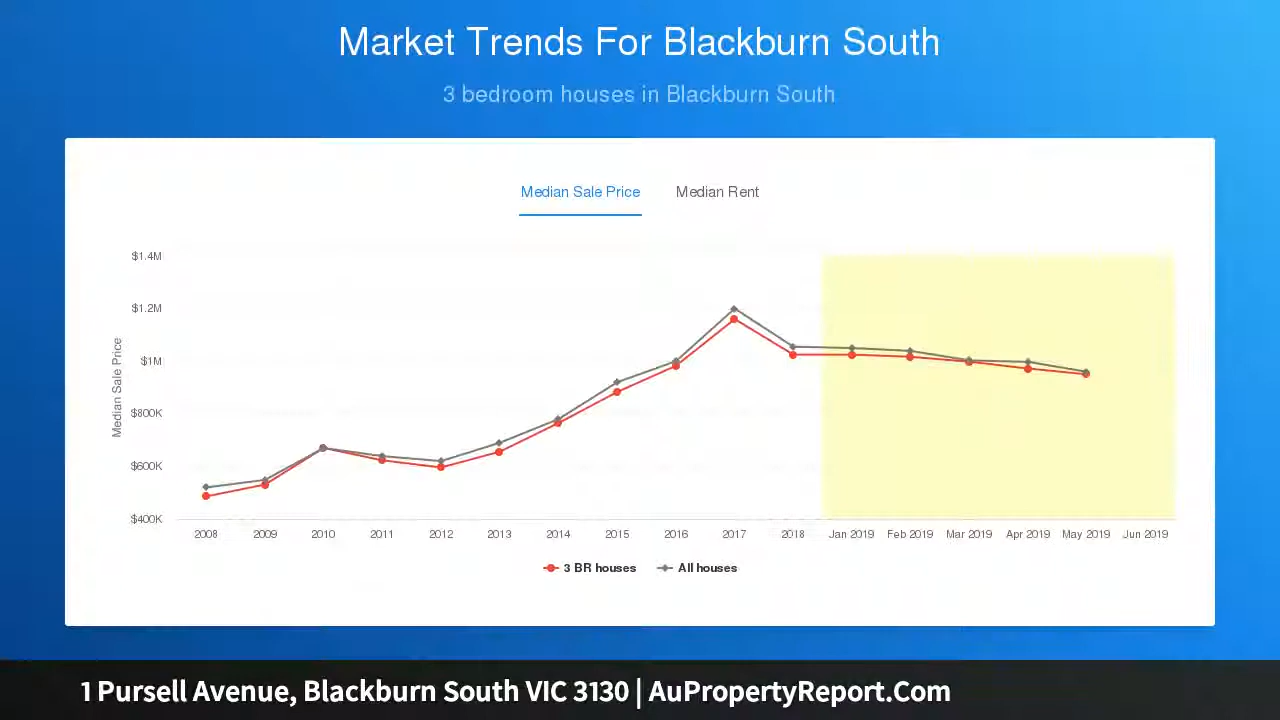 Market Trends For Blackburn South
3 bedroom houses in Blackburn South
Median Sale Price Median Rent
$1.4M
$1.2M
$1M
$800K
$600K
$400K
Median Sale Price
2008 2009 2010 2011 2012 2013 2014 2015 2016 2017 2018 Jan 2019 Feb 2019 Mar 2019 Apr 2019 May 2019 Jun 2019
3 BR houses All houses
1 Pursell Avenue, Blackburn South VIC 3130 | AuPropertyReport.Com